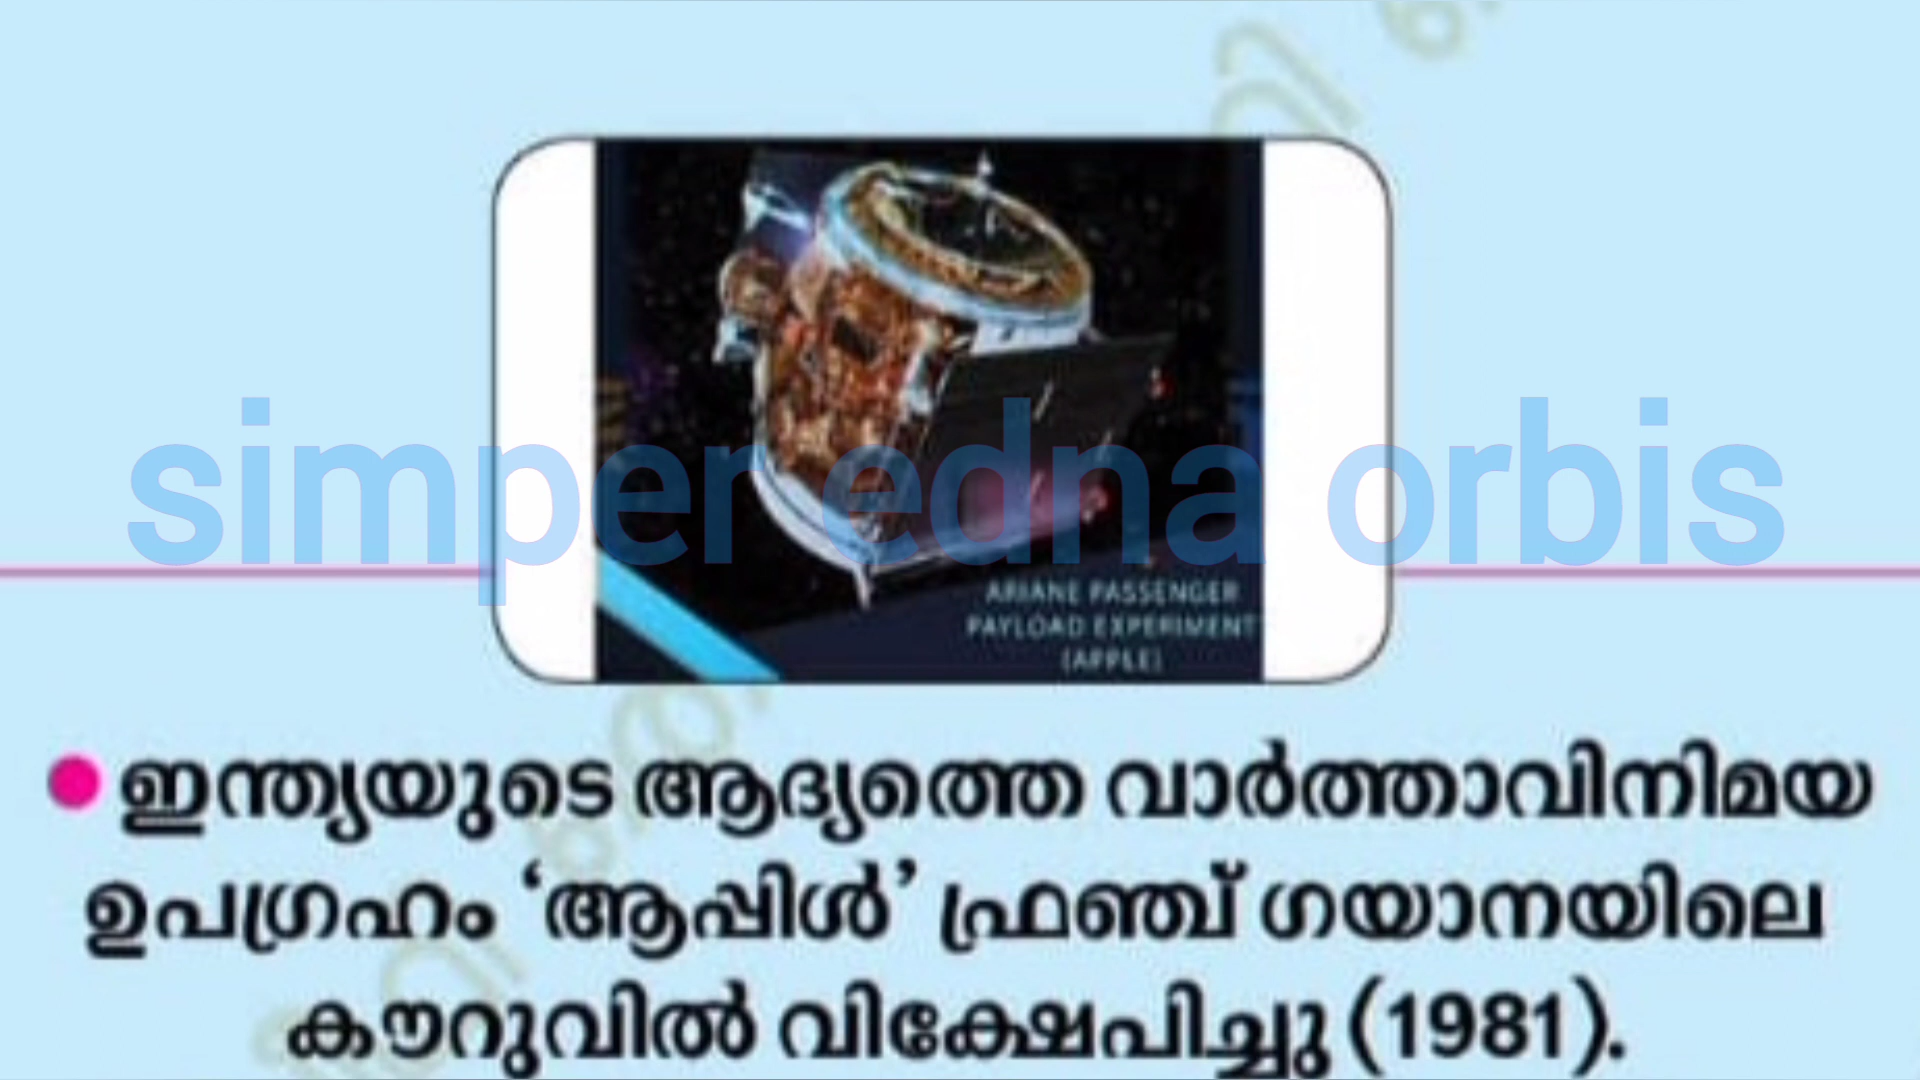 simper edna orbis
ARIANE PASSENGER
PAYLOAD EXPERIMENT
(APPLE)
ഇന്ത്യയുടെ ആദ്യത്തെ വാർത്താവിനിമയ
ഉപഗ്രഹം ‘ആപ്പിൾ’ ഫ്രഞ്ച് ഗയാനയിലെ
കൗറുവിൽ വിക്ഷേപിച്ചു (1981).